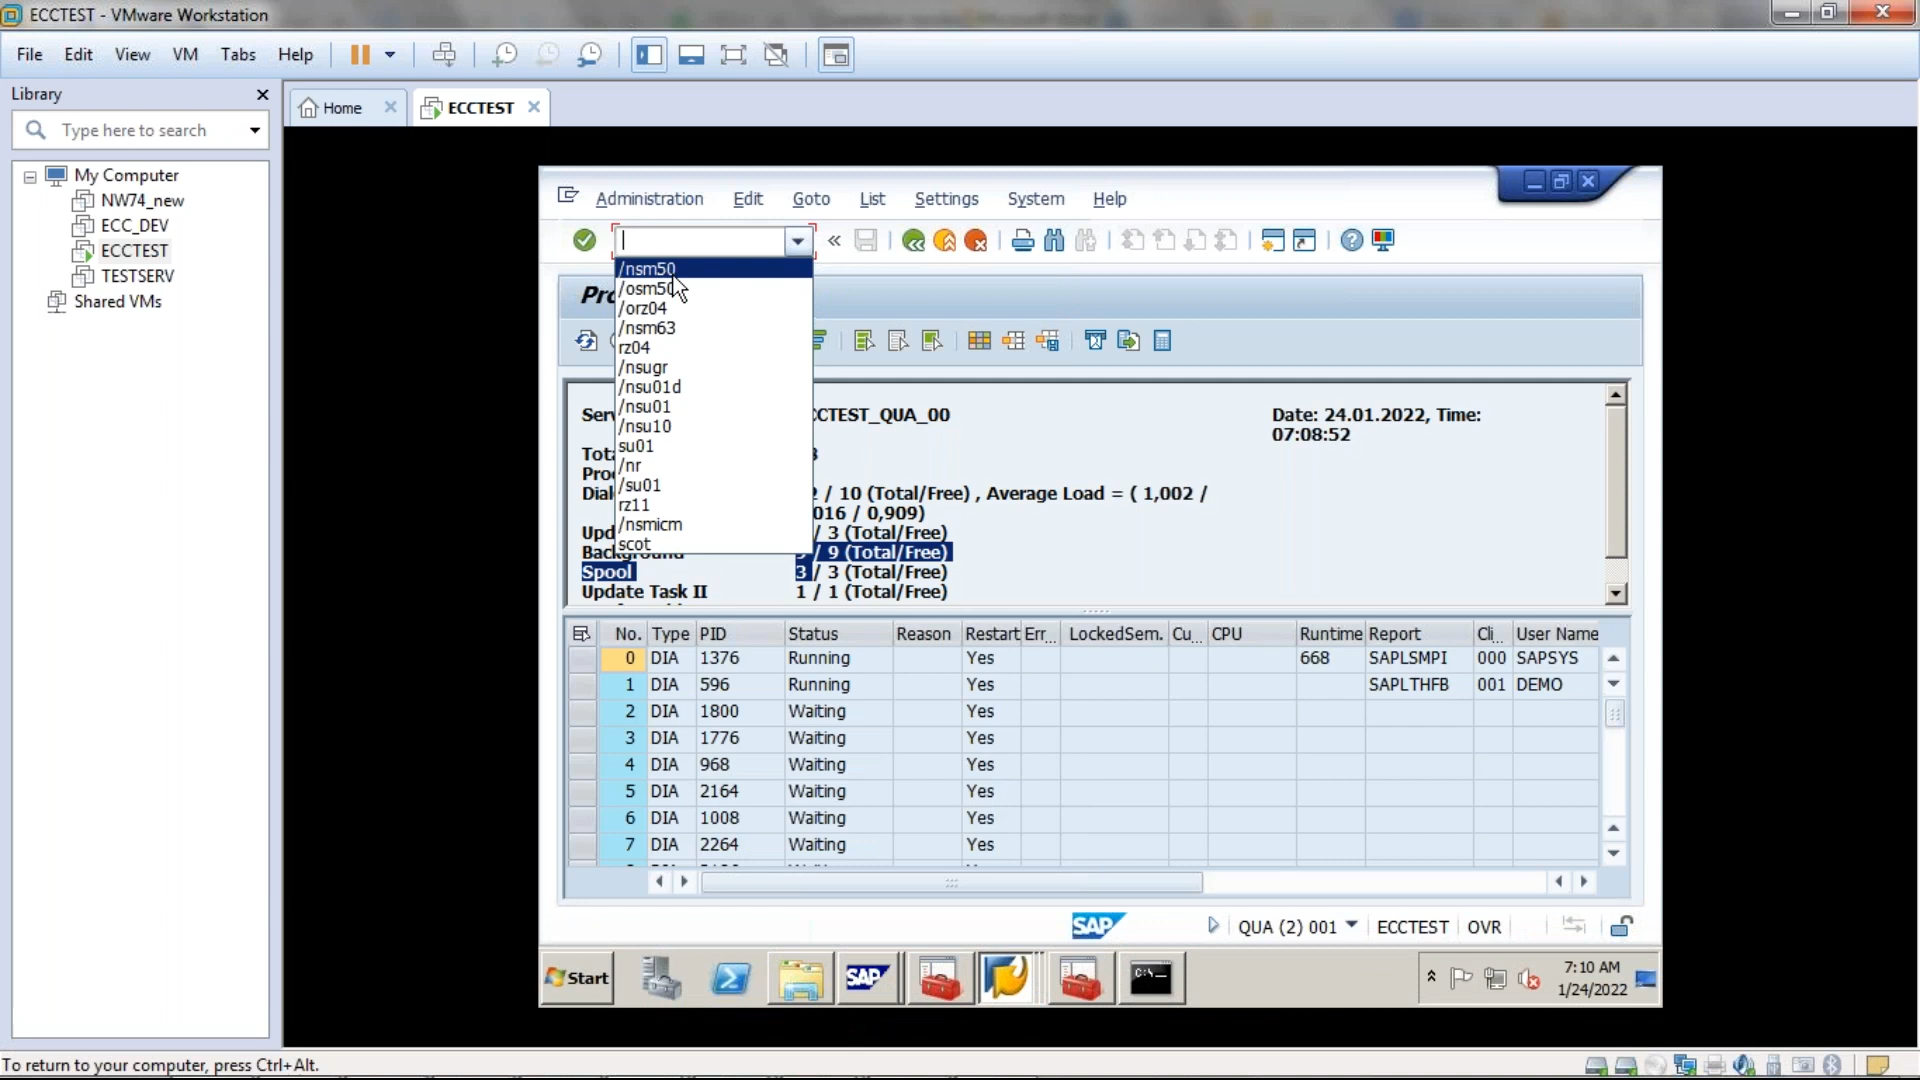 ECCTEST - VMware Workstation
File Edit View VM Tabs Help
Library
Home
ECCTEST
Type here to search
My Computer
NW74_new
ECC_DEV
ECCTEST
TESTSERV
Shared VMs
Administration Edit Goto List Settings System Help
/nsm50
/osm50
/orz04
/nsm63
rz04
/nsugr
/nsu01d
/nsu01
/nsu10
su01
/nr
/su01
rz11
/nsmicm
scot
CCTEST_QUA_00
Date: 24.01.2022, Time:
07:08:52
/ 10 (Total/Free) , Average Load = ( 1,002 /
016 / 0,909)
/ 3 (Total/Free)
Background / 9 (Total/Free)
Spool 3 / 3 (Total/Free)
Update Task II 1 / 1 (Total/Free)
No. Type PID Status Reason Restart Err... LockedSem. Cu... CPU Runtime Report Cli... User Name
0 DIA 1376 Running Yes 668 SAPLSMPI 000 SAPSYS
1 DIA 596 Running Yes SAPLTHFB 001 DEMO
2 DIA 1800 Waiting Yes
3 DIA 1776 Waiting Yes
4 DIA 968 Waiting Yes
5 DIA 2164 Waiting Yes
6 DIA 1008 Waiting Yes
7 DIA 2264 Waiting Yes
SAP QUA (2) 001 ECCTEST OVR
Start
SAP
C:\
7:10 AM
1/24/2022
To return to your computer, press Ctrl+Alt.